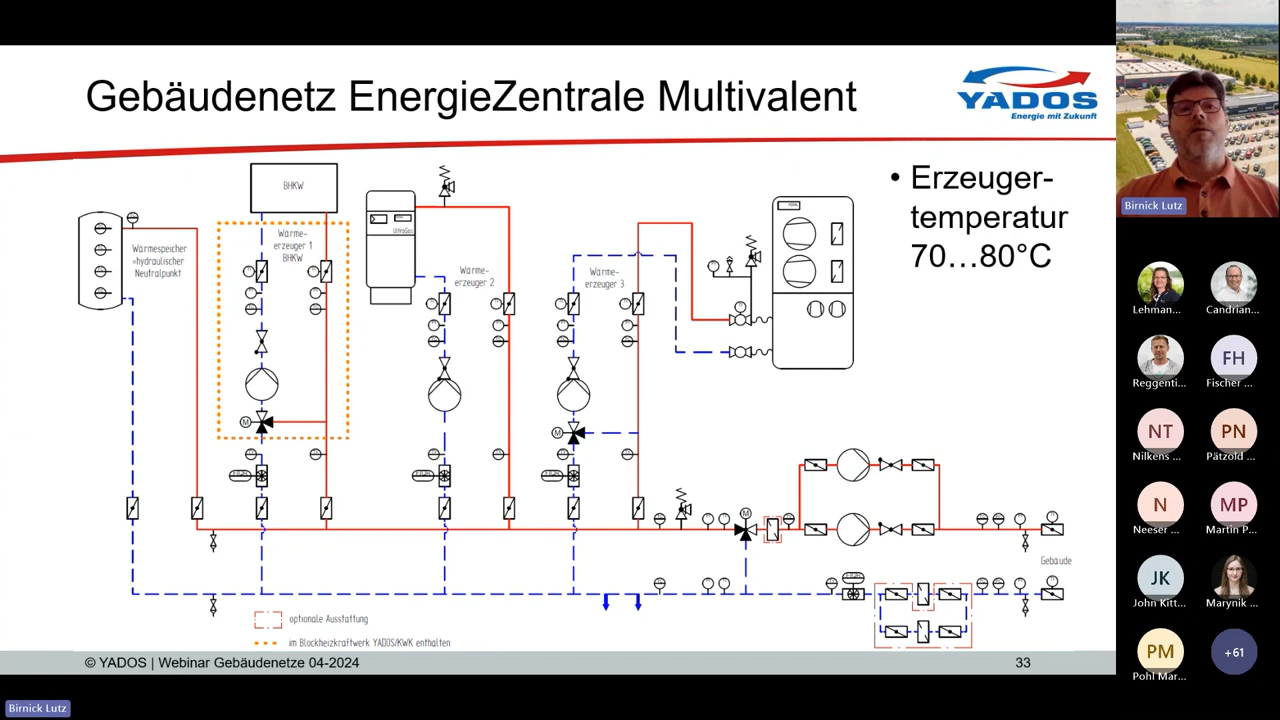 Gebäudenetz EnergieZentrale Multivalent
YADOS
Energie mit Zukunft
• Erzeuger-
temperatur
70…80°C
BHKW
Wärmespeicher
=hydraulischer
Neutralpunkt
Wärme-
erzeuger 1
BHKW
UltraGas
Wärme-
erzeuger 2
Wärme-
erzeuger 3
M
M
M
Gebäude
optionale Ausstattung
im Blockheizkraftwerk YADOS/KWK enthalten
© YADOS | Webinar Gebäudenetze 04-2024
33
Birnick Lutz
Lehman...
Candrian...
Reggenti...
FH
Fischer ...
NT
Nilkens ...
PN
Pätzold ...
N
Neeser ...
MP
Martin P...
JK
John Kitt...
Marynik ...
PM
Pohl Mar...
+61
Birnick Lutz